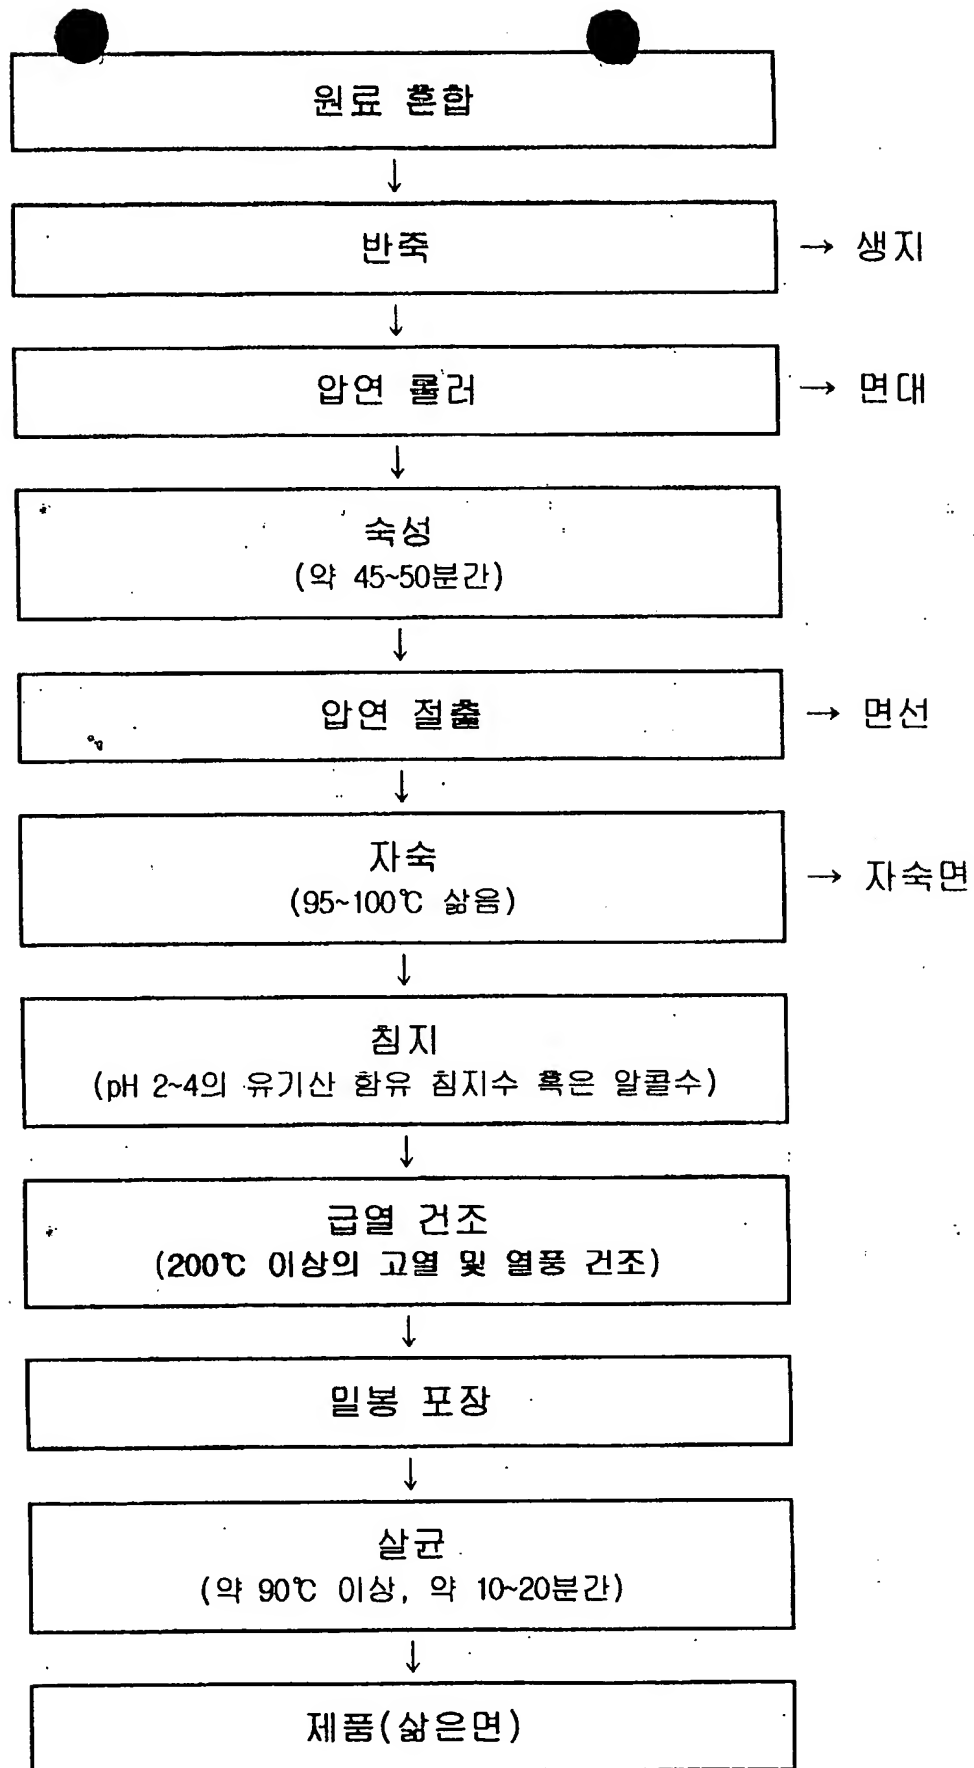 원료 혼합
↓
반죽 → 생지
↓
압연 롤러 → 면대
↓
숙성
(약 45~50분간)
↓
압연 절출 → 면선
↓
자숙
(95~100℃ 삶음) → 자숙면
↓
침지
(pH 2~4의 유기산 함유 침지수 혹은 알콜수)
↓
급열 건조
(200℃ 이상의 고열 및 열풍 건조)
↓
밀봉 포장
↓
살균
(약 90℃ 이상, 약 10~20분간)
↓
제품(삶은면)